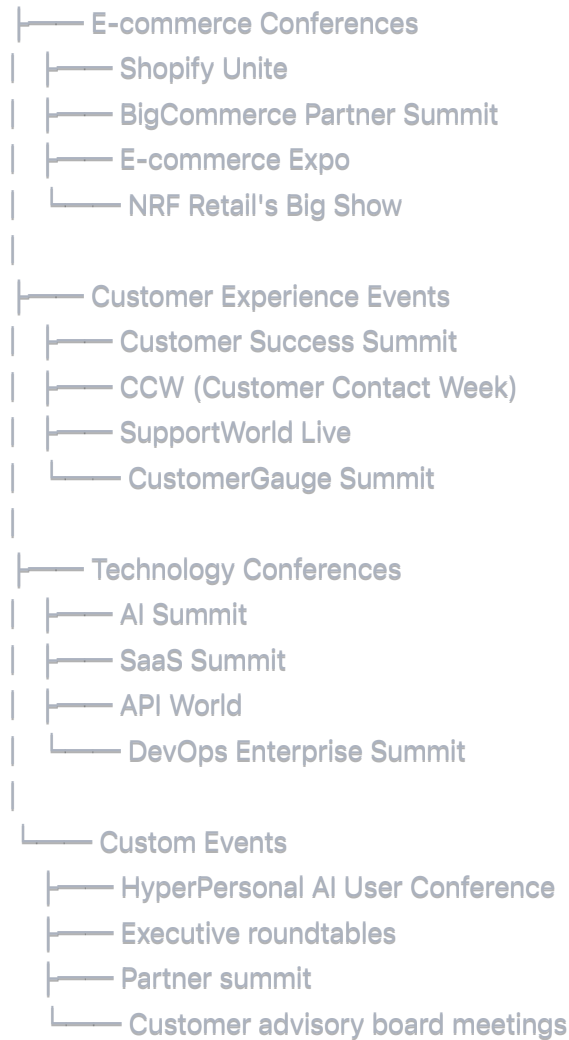 ├── E-commerce Conferences
│   ├── Shopify Unite
│   ├── BigCommerce Partner Summit
│   ├── E-commerce Expo
│   └── NRF Retail's Big Show
│
├── Customer Experience Events
│   ├── Customer Success Summit
│   ├── CCW (Customer Contact Week)
│   ├── SupportWorld Live
│   └── CustomerGauge Summit
│
├── Technology Conferences
│   ├── AI Summit
│   ├── SaaS Summit
│   ├── API World
│   └── DevOps Enterprise Summit
│
└── Custom Events
    ├── HyperPersonal AI User Conference
    ├── Executive roundtables
    ├── Partner summit
    └── Customer advisory board meetings